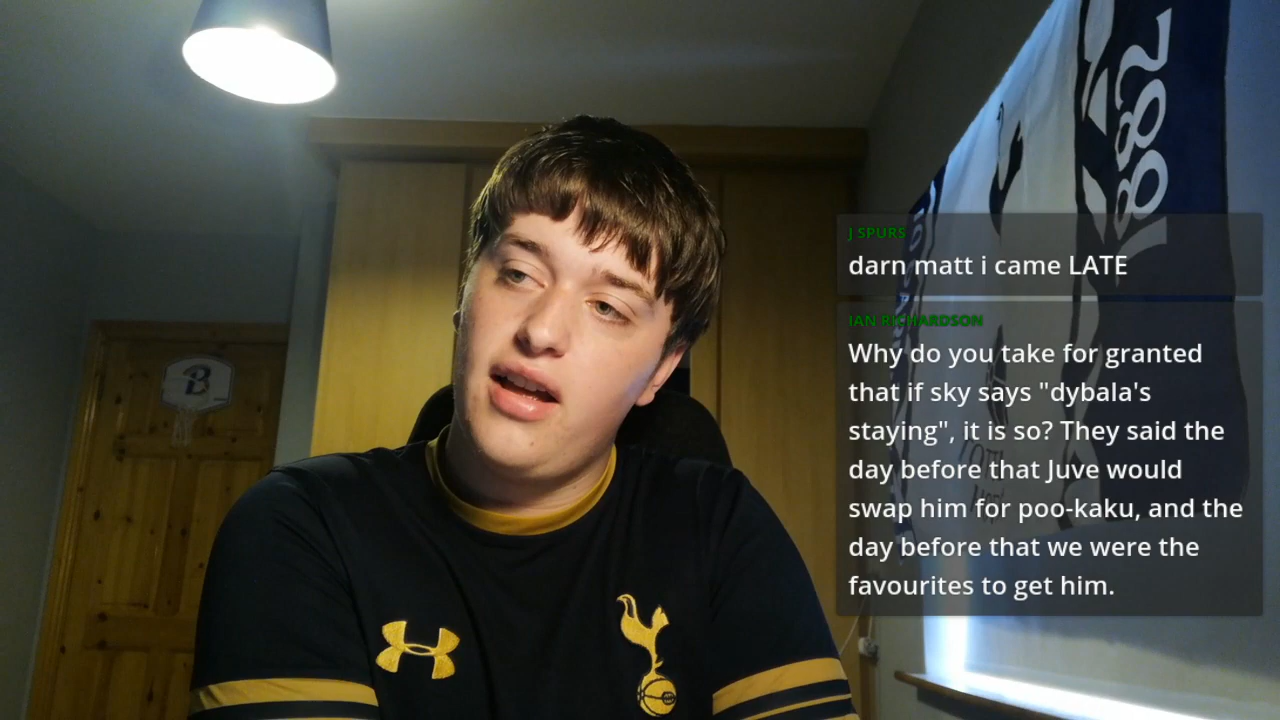 1882
J SPURS
darn matt i came LATE
IAN RICHARDSON
Why do you take for granted
that if sky says "dybala's
staying", it is so? They said the
day before that Juve would
swap him for poo-kaku, and the
day before that we were the
favourites to get him.